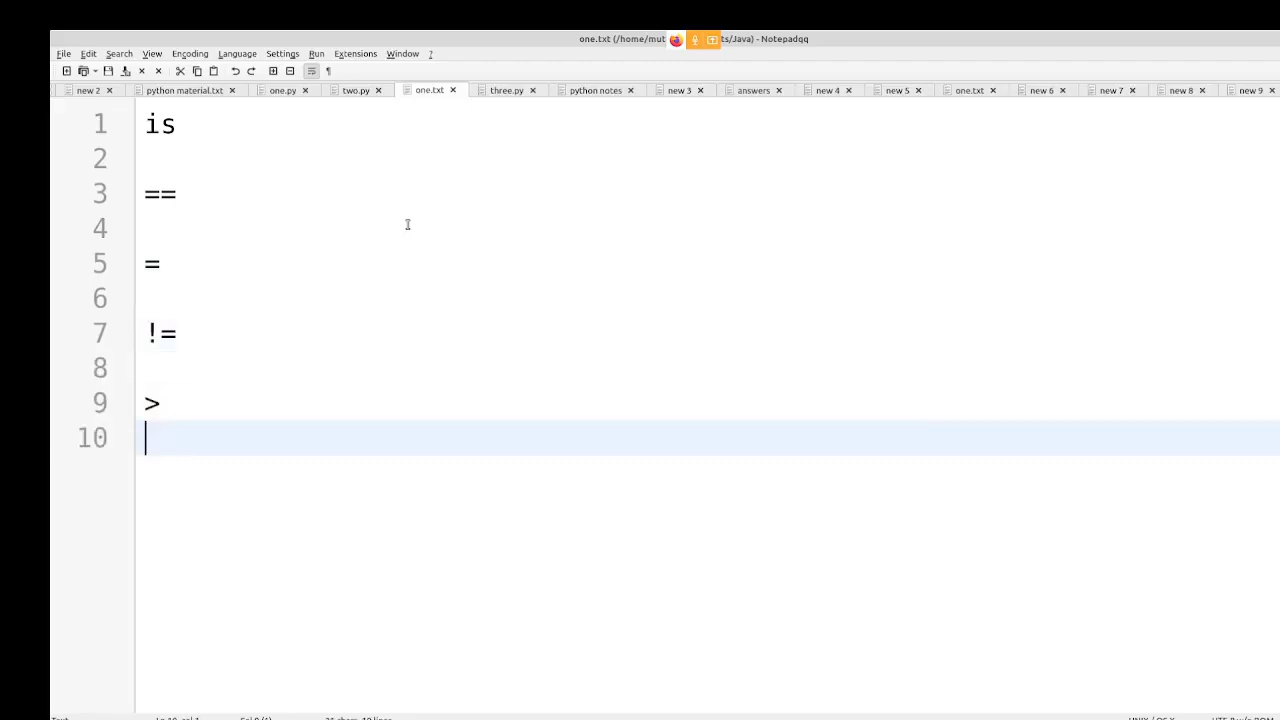 one.txt (/home/mut ts/Java) - Notepadqq
File Edit Search View Encoding Language Settings Run Extensions Window ?
new 2 python material.txt one.py two.py one.txt three.py python notes new 3 answers new 4 new 5 one.txt new 6 new 7 new 8 new 9
1 is
2
3 ==
4
5 =
6
7 !=
8
9 >
10